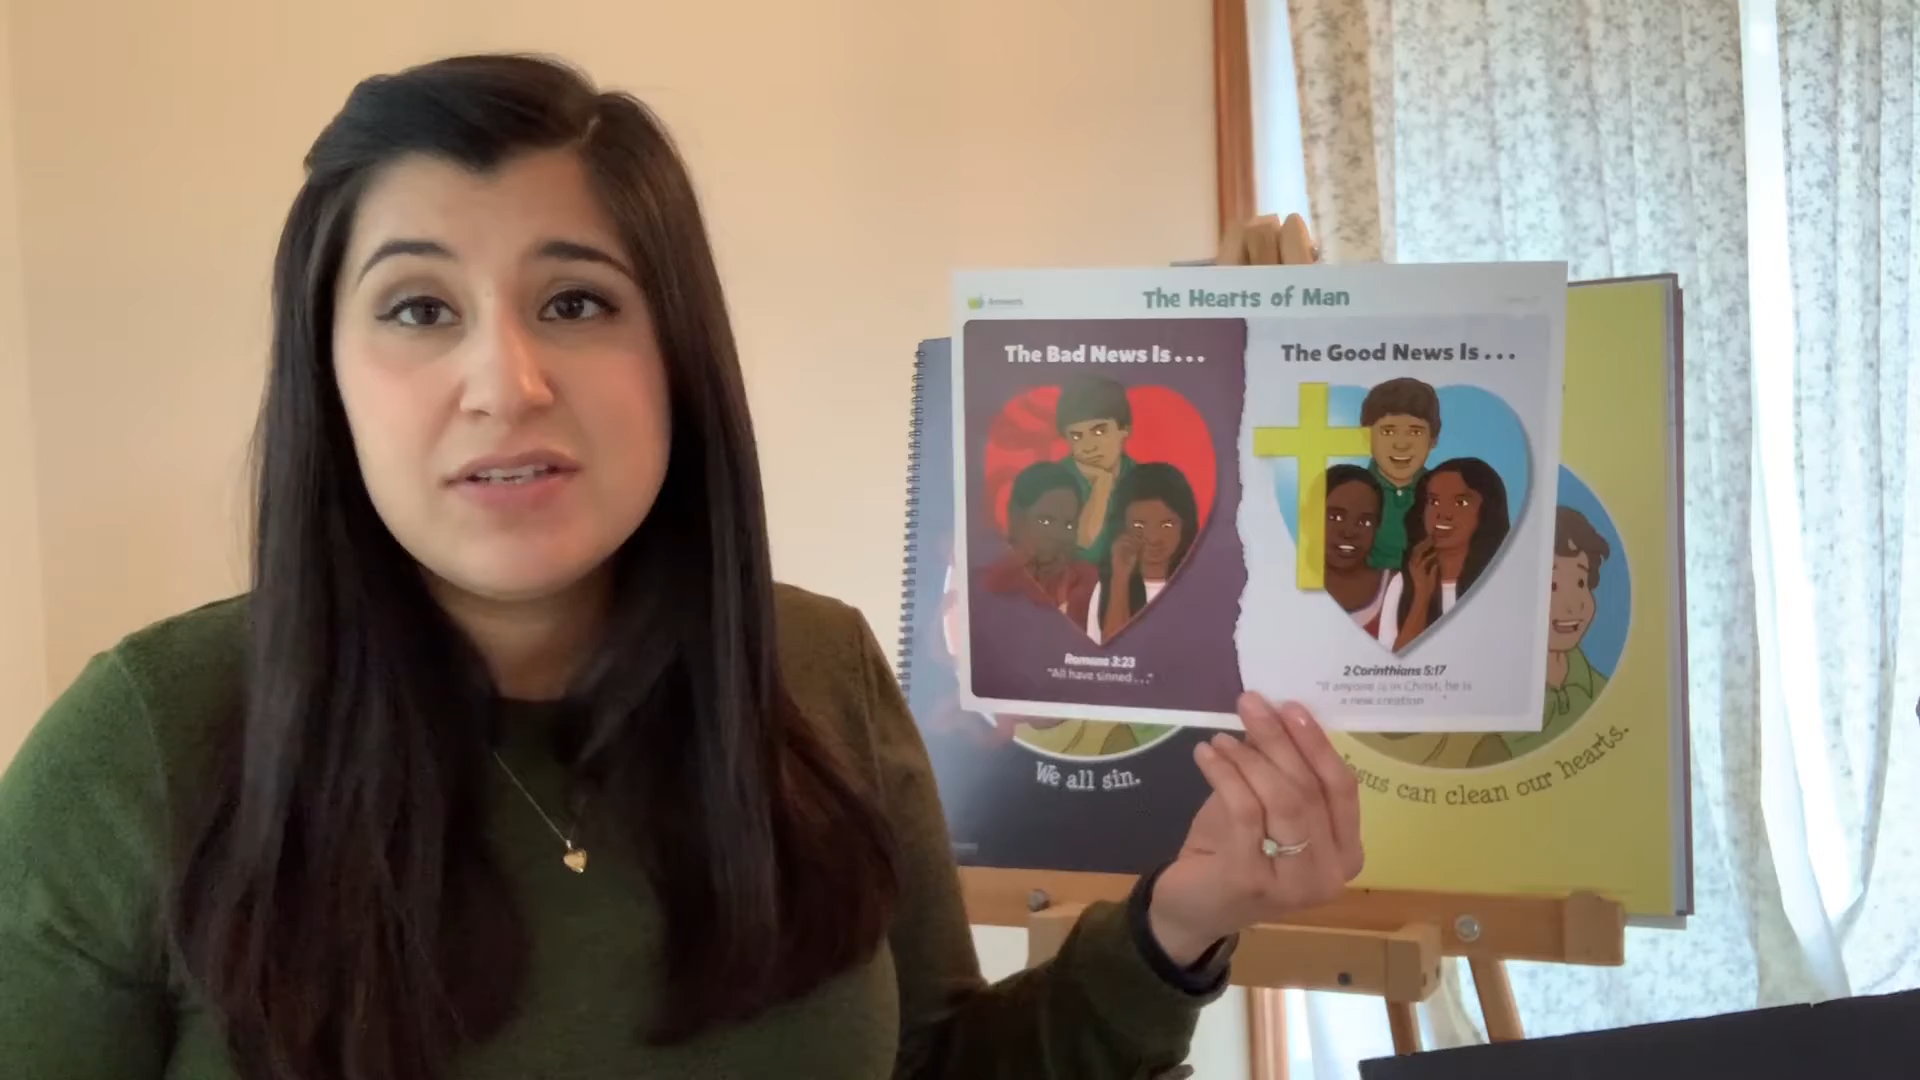 The Hearts of Man
The Bad News Is...
Romans 3:23
"All have sinned..."
The Good News Is...
2 Corinthians 5:17
"If anyone is in Christ, he is
a new creation
We all sin.
Jesus can clean our hearts.